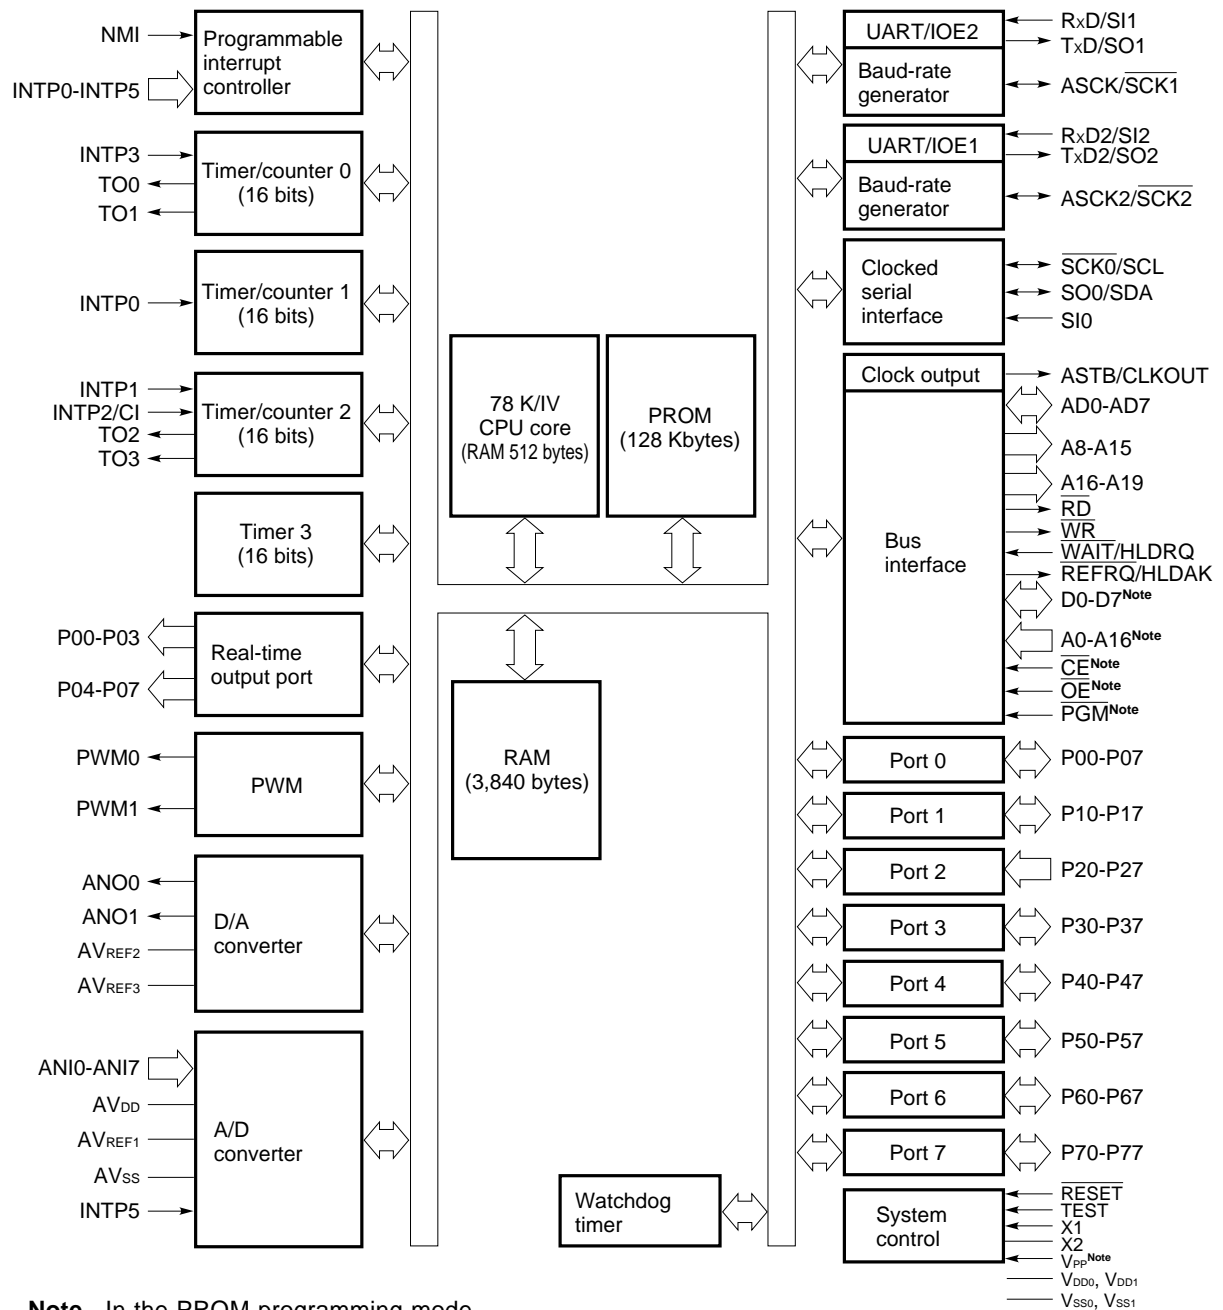 NMI
INTP0-INTP5
Programmable
interrupt
controller
INTP3
TO0
TO1
Timer/counter 0
(16 bits)
INTP0
Timer/counter 1
(16 bits)
INTP1
INTP2/CI
TO2
TO3
Timer/counter 2
(16 bits)
Timer 3
(16 bits)
P00-P03
P04-P07
Real-time
output port
PWM0
PWM1
PWM
ANO0
ANO1
AVREF2
AVREF3
D/A
converter
ANI0-ANI7
AVDD
AVREF1
AVSS
INTP5
A/D
converter
78 K/IV
CPU core
(RAM 512 bytes)
PROM
(128 Kbytes)
RAM
(3,840 bytes)
Watchdog
timer
UART/IOE2
Baud-rate
generator
RxD/SI1
TxD/SO1
ASCK/SCK1
UART/IOE1
Baud-rate
generator
RxD2/SI2
TxD2/SO2
ASCK2/SCK2
Clocked
serial
interface
SCK0/SCL
SO0/SDA
SI0
Clock output
Bus
interface
ASTB/CLKOUT
AD0-AD7
A8-A15
A16-A19
RD
WR
WAIT/HLDRQ
REFRQ/HLDAK
D0-D7Note
A0-A16Note
CENote
OENote
PGMNote
Port 0
P00-P07
Port 1
P10-P17
Port 2
P20-P27
Port 3
P30-P37
Port 4
P40-P47
Port 5
P50-P57
Port 6
P60-P67
Port 7
P70-P77
System
control
RESET
TEST
X1
X2
VPPNote
VDD0, VDD1
VSS0, VSS1
Note In the PROM programming mode